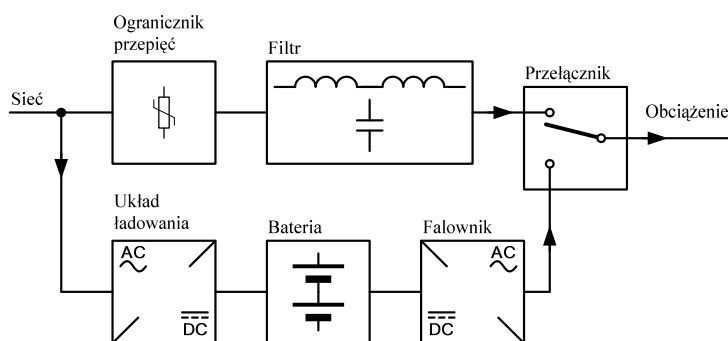 Ogranicznik
przepięć
Filtr
Przełącznik
Sieć
Obciążenie
Układ
ładowania
Bateria
Falownik
AC
DC
AC
DC